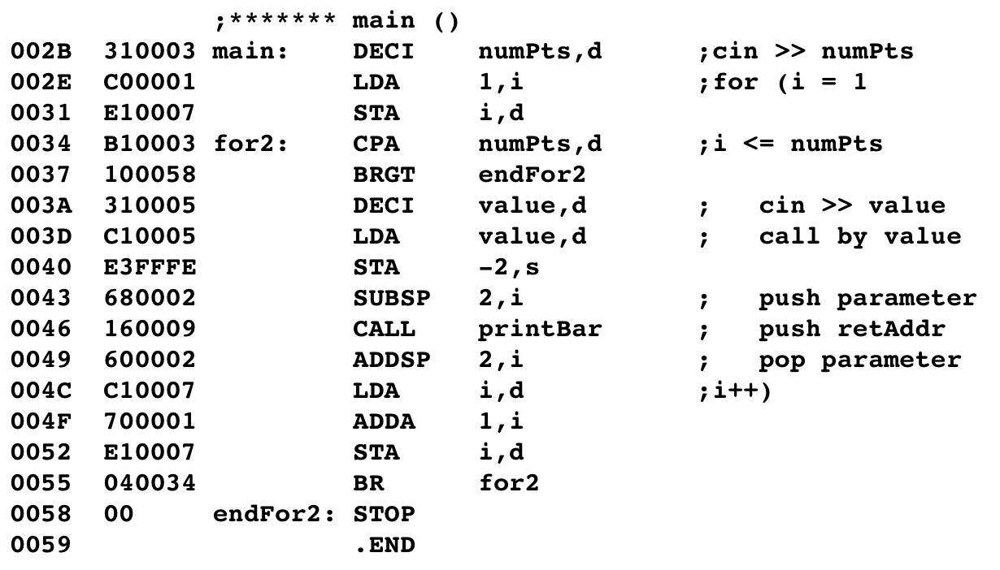 ;******* main ()
002B 310003 main: DECI numPts,d ;cin >> numPts
002E C00001 LDA 1,i ;for (i = 1
0031 E10007 STA i,d
0034 B10003 for2: CPA numPts,d ;i <= numPts
0037 100058 BRGT endFor2
003A 310005 DECI value,d ; cin >> value
003D C10005 LDA value,d ; call by value
0040 E3FFFE STA -2,s
0043 680002 SUBSP 2,i ; push parameter
0046 160009 CALL printBar ; push retAddr
0049 600002 ADDSP 2,i ; pop parameter
004C C10007 LDA i,d ;i++)
004F 700001 ADDA 1,i
0052 E10007 STA i,d
0055 040034 BR for2
0058 00 endFor2: STOP
0059 .END